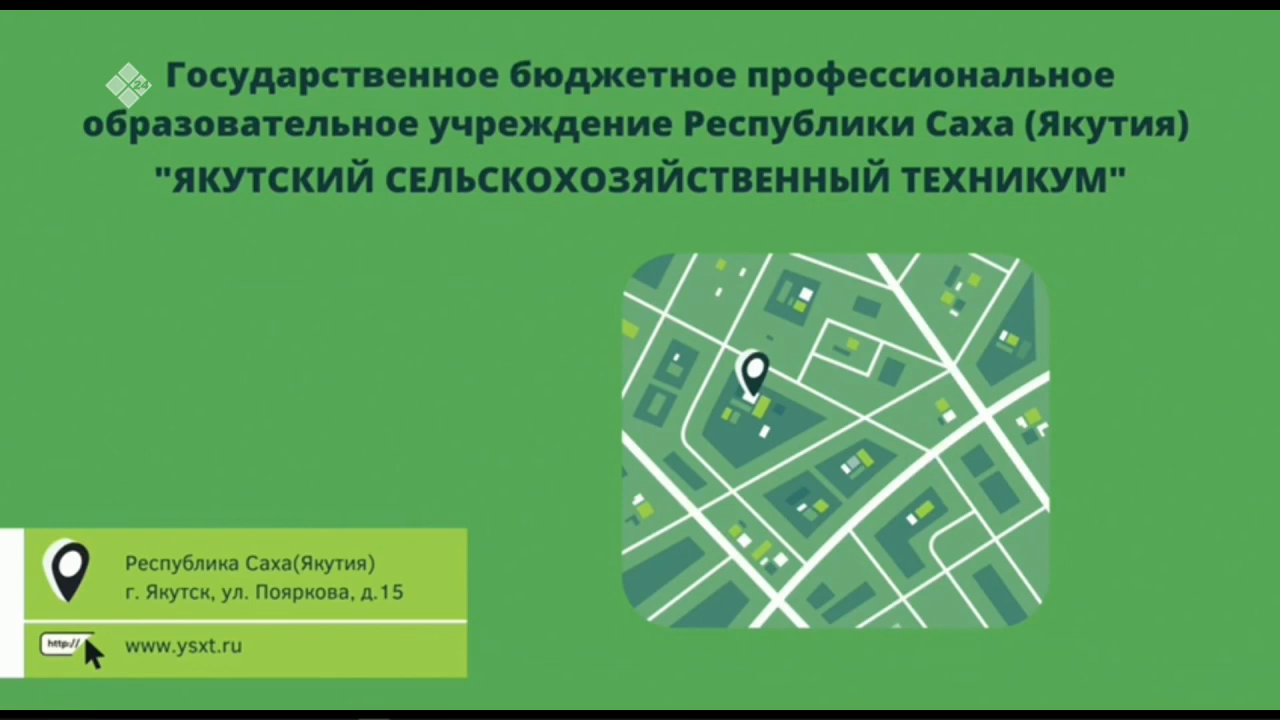 Государственное бюджетное профессиональное
образовательное учреждение Республики Саха (Якутия)
"ЯКУТСКИЙ СЕЛЬСКОХОЗЯЙСТВЕННЫЙ ТЕХНИКУМ"
24
Республика Саха(Якутия)
г. Якутск, ул. Пояркова, д.15
http://
www.ysxt.ru